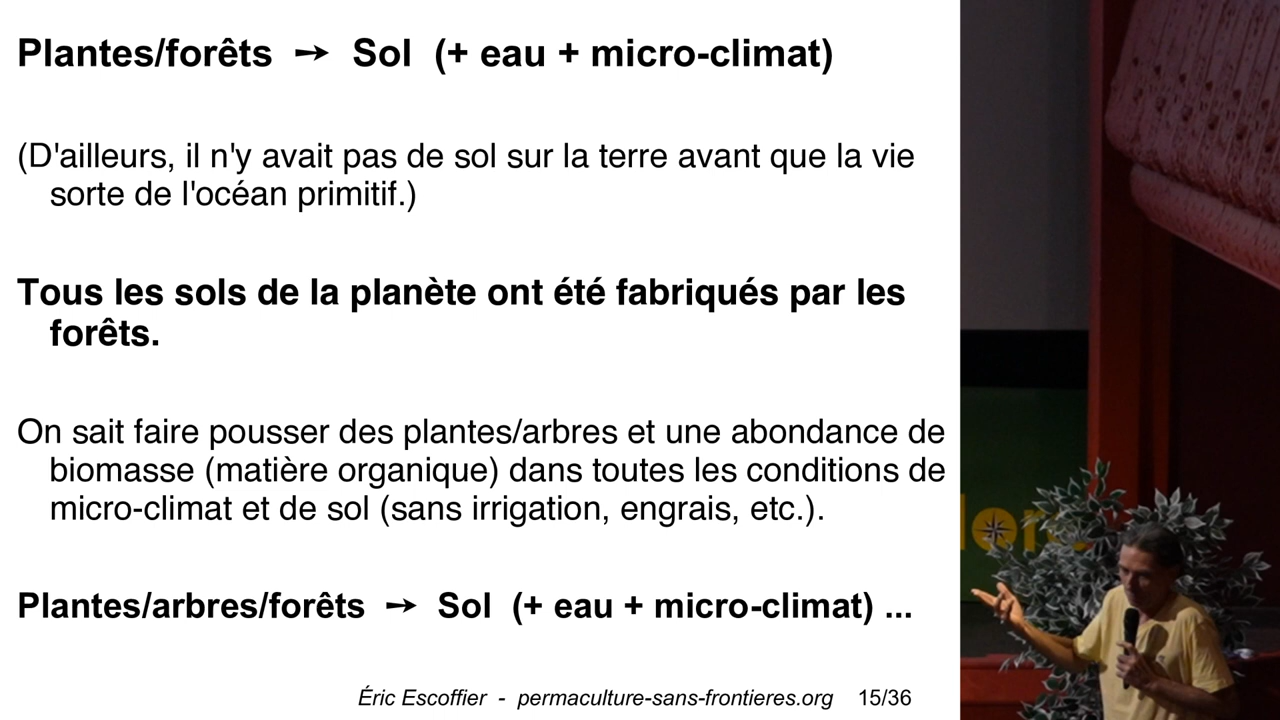 Plantes/forêts → Sol (+ eau + micro-climat)
(D'ailleurs, il n'y avait pas de sol sur la terre avant que la vie
sorte de l'océan primitif.)
Tous les sols de la planète ont été fabriqués par les
forêts.
On sait faire pousser des plantes/arbres et une abondance de
biomasse (matière organique) dans toutes les conditions de
micro-climat et de sol (sans irrigation, engrais, etc.).
Plantes/arbres/forêts → Sol (+ eau + micro-climat) ...
Éric Escoffier - permaculture-sans-frontieres.org 15/36